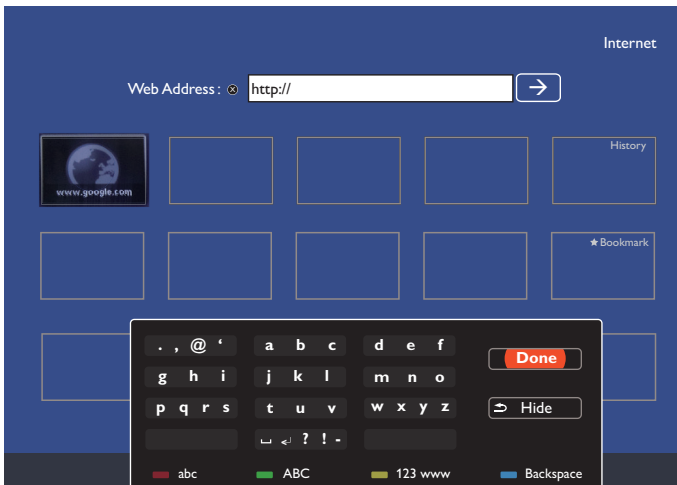 Internet
Web Address : ⊗ http:// →
www.google.com
History
★Bookmark
. , @ ‘ a b c d e f
Done
g h i j k l m n o
p q r s t u v w x y z
Hide
␣ ↲ ? ! -
abc ABC 123 www Backspace